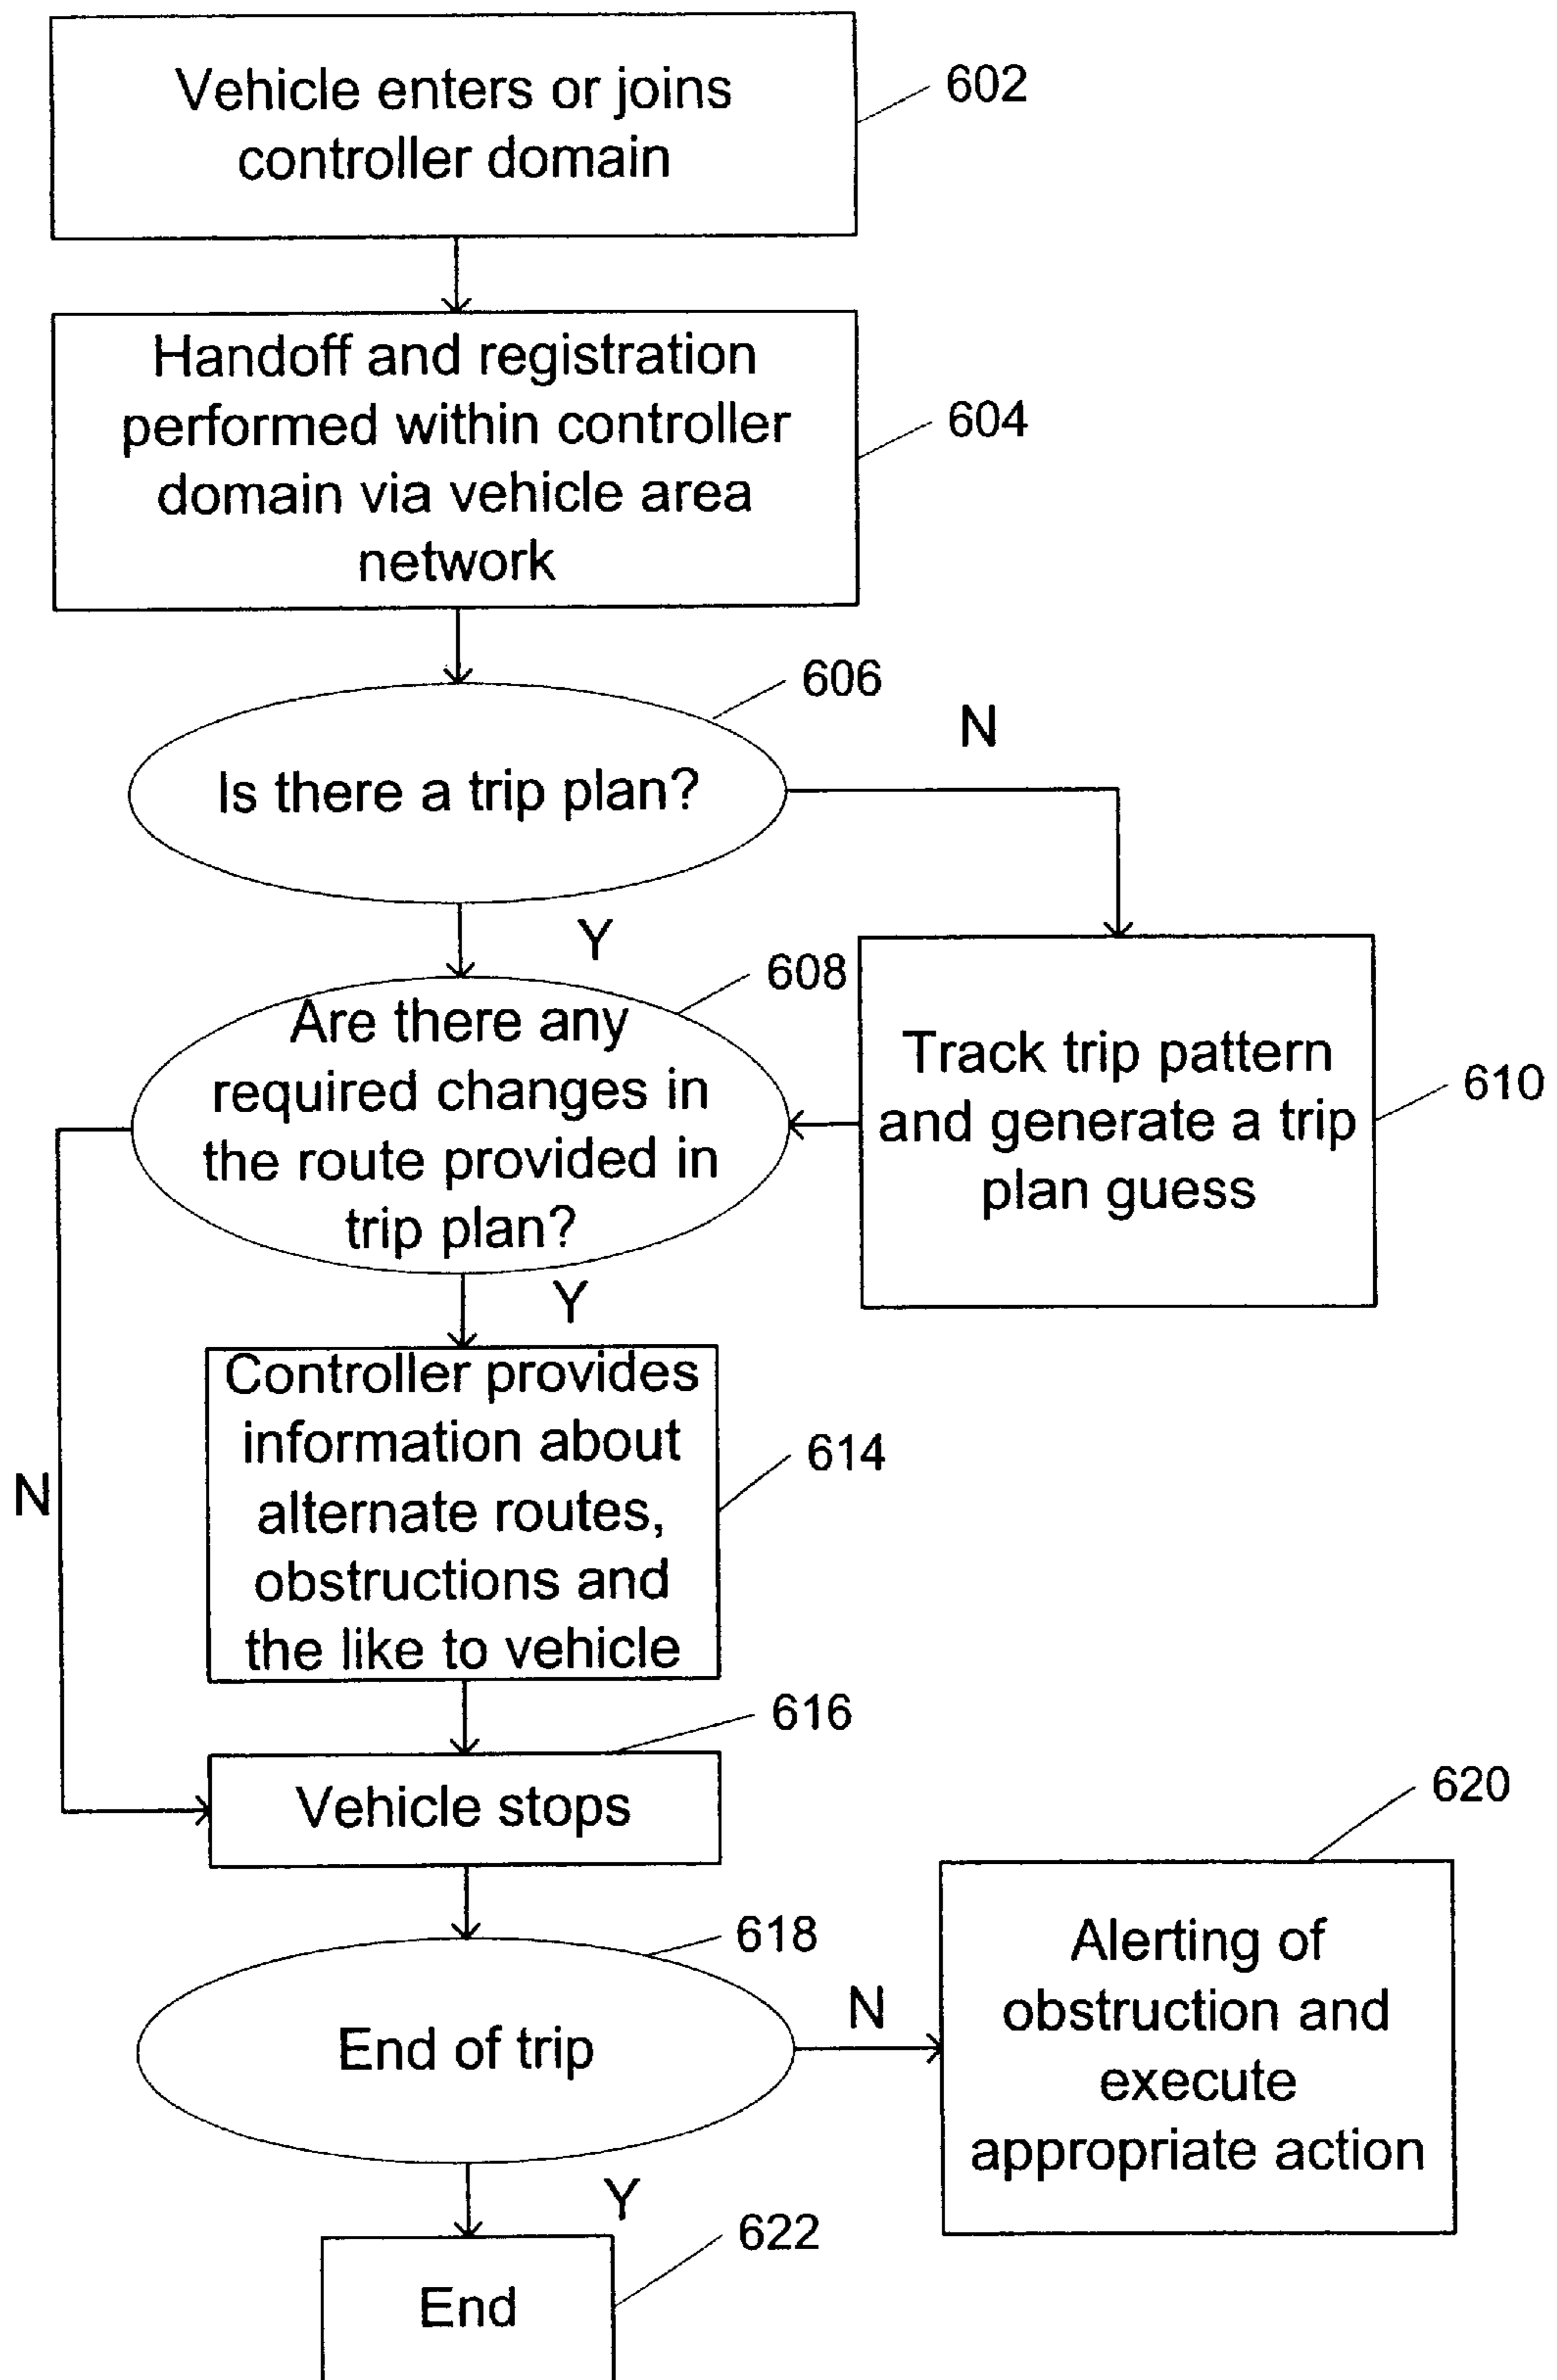 Vehicle enters or joins
controller domain
602
Handoff and registration
performed within controller
domain via vehicle area
network
604
606
Is there a trip plan?
N
Y
608
Are there any
required changes in
the route provided in
trip plan?
Track trip pattern
and generate a trip
plan guess
610
Y
N
Controller provides
information about
alternate routes,
obstructions and
the like to vehicle
614
616
Vehicle stops
618
End of trip
N
620
Alerting of
obstruction and
execute
appropriate action
Y
622
End